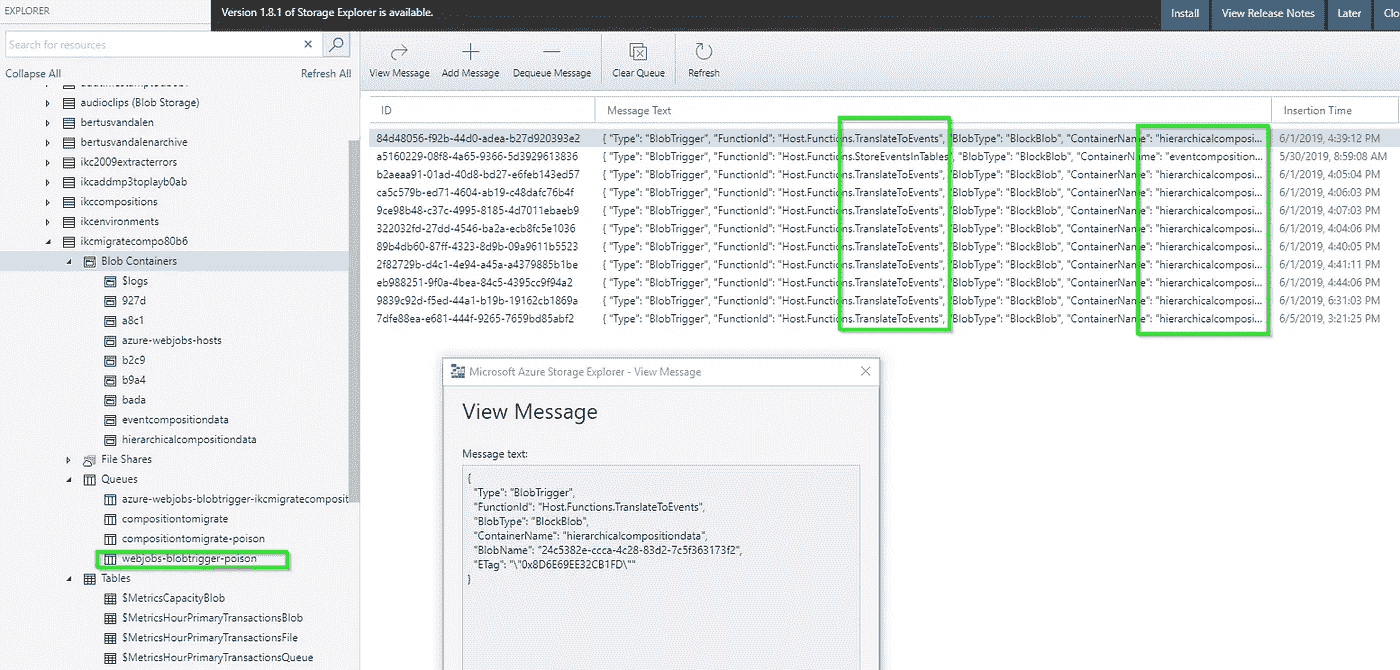 EXPLORER
Version 1.8.1 of Storage Explorer is available.
Install
View Release Notes
Later
Clo
Search for resources
Collapse All
Refresh All
View Message
Add Message
Dequeue Message
Clear Queue
Refresh
audioclips (Blob Storage)
bertusvandalen
bertusvandalenarchive
ikc2009extracterrors
ikcaddmp3toplayb0ab
ikccompositions
ikcenvironments
ikcmigratecompo80b6
Blob Containers
$logs
927d
a8c1
azure-webjobs-hosts
b2c9
b9a4
bada
eventcompositiondata
hierarchicalcompositiondata
File Shares
Queues
azure-webjobs-blobtrigger-ikcmigratecomposit
compositiontomigrate
compositiontomigrate-poison
webjobs-blobtrigger-poison
Tables
$MetricsCapacityBlob
$MetricsHourPrimaryTransactionsBlob
$MetricsHourPrimaryTransactionsFile
$MetricsHourPrimaryTransactionsQueue
ID Message Text Insertion Time
84d48056-f92b-44d0-adea-b27d920393e2 { "Type": "BlobTrigger", "FunctionId": "Host.Functions.TranslateToEvents", "BlobType": "BlockBlob", "ContainerName": "hierarchicalcomposi... 6/1/2019, 4:39:12 PM
a5160229-08f8-4a65-9366-5d3929613836 { "Type": "BlobTrigger", "FunctionId": "Host.Functions.StoreEventsInTables", "BlobType": "BlockBlob", "ContainerName": "eventcomposition... 5/30/2019, 8:59:08 AM
b2aeaa91-01ad-40d8-bd27-e6feb143ed57 { "Type": "BlobTrigger", "FunctionId": "Host.Functions.TranslateToEvents", "BlobType": "BlockBlob", "ContainerName": "hierarchicalcomposi... 6/1/2019, 4:05:04 PM
ca5c579b-ed71-4604-ab19-c48dafc76b4f { "Type": "BlobTrigger", "FunctionId": "Host.Functions.TranslateToEvents", "BlobType": "BlockBlob", "ContainerName": "hierarchicalcomposi... 6/1/2019, 4:06:03 PM
9ce98b48-c37c-4995-8185-4d7011ebaeb9 { "Type": "BlobTrigger", "FunctionId": "Host.Functions.TranslateToEvents", "BlobType": "BlockBlob", "ContainerName": "hierarchicalcomposi... 6/1/2019, 4:07:03 PM
322032fd-27dd-4546-ba2a-ecb8fc5e1036 { "Type": "BlobTrigger", "FunctionId": "Host.Functions.TranslateToEvents", "BlobType": "BlockBlob", "ContainerName": "hierarchicalcomposi... 6/1/2019, 4:04:06 PM
89b4db60-87ff-4323-8d9b-09a9611b5523 { "Type": "BlobTrigger", "FunctionId": "Host.Functions.TranslateToEvents", "BlobType": "BlockBlob", "ContainerName": "hierarchicalcomposi... 6/1/2019, 4:40:05 PM
2f82729b-d4c1-4e94-a45a-a4379885b1be { "Type": "BlobTrigger", "FunctionId": "Host.Functions.TranslateToEvents", "BlobType": "BlockBlob", "ContainerName": "hierarchicalcomposi... 6/1/2019, 4:41:11 PM
eb988251-9f0a-4bea-84c5-4395cc9f94a2 { "Type": "BlobTrigger", "FunctionId": "Host.Functions.TranslateToEvents", "BlobType": "BlockBlob", "ContainerName": "hierarchicalcomposi... 6/1/2019, 4:44:06 PM
9839c92d-f5ed-44a1-b19b-19162cb1869a { "Type": "BlobTrigger", "FunctionId": "Host.Functions.TranslateToEvents", "BlobType": "BlockBlob", "ContainerName": "hierarchicalcomposi... 6/1/2019, 6:31:03 PM
7dfe88ea-e681-444f-9265-7659bd85abf2 { "Type": "BlobTrigger", "FunctionId": "Host.Functions.TranslateToEvents", "BlobType": "BlockBlob", "ContainerName": "hierarchicalcomposi... 6/5/2019, 3:21:25 PM
Microsoft Azure Storage Explorer - View Message
View Message
Message text:
{
"Type": "BlobTrigger",
"FunctionId": "Host.Functions.TranslateToEvents",
"BlobType": "BlockBlob",
"ContainerName": "hierarchicalcompositiondata",
"BlobName": "24c5382e-ccca-4c28-83d2-7c5f363173f2",
"ETag": "\"0x8D6E69EE32CB1FD\""
}